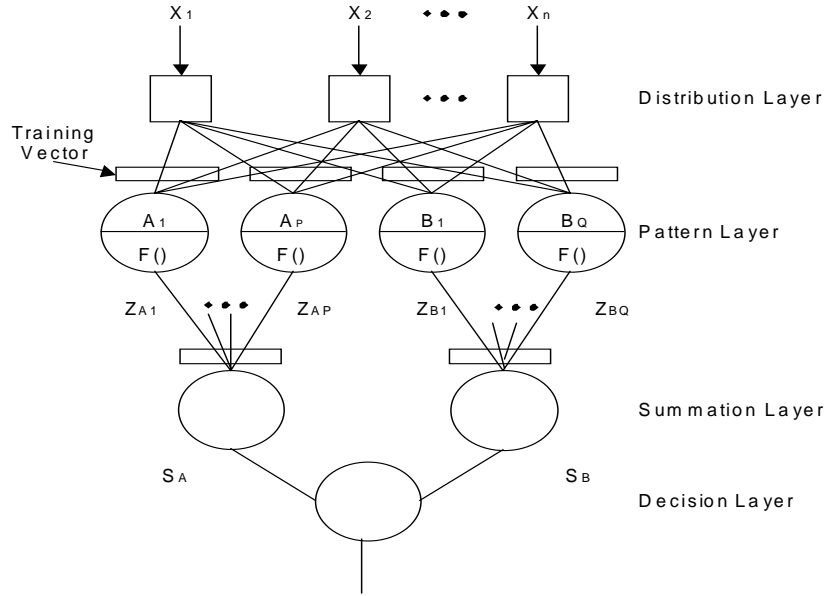 X1 X2 Xn
Distribution Layer
Training
Vector
A1 AP B1 BQ
F() F() F() F()
Pattern Layer
ZA1 ZAP ZB1 ZBQ
Summation Layer
SA SB
Decision Layer